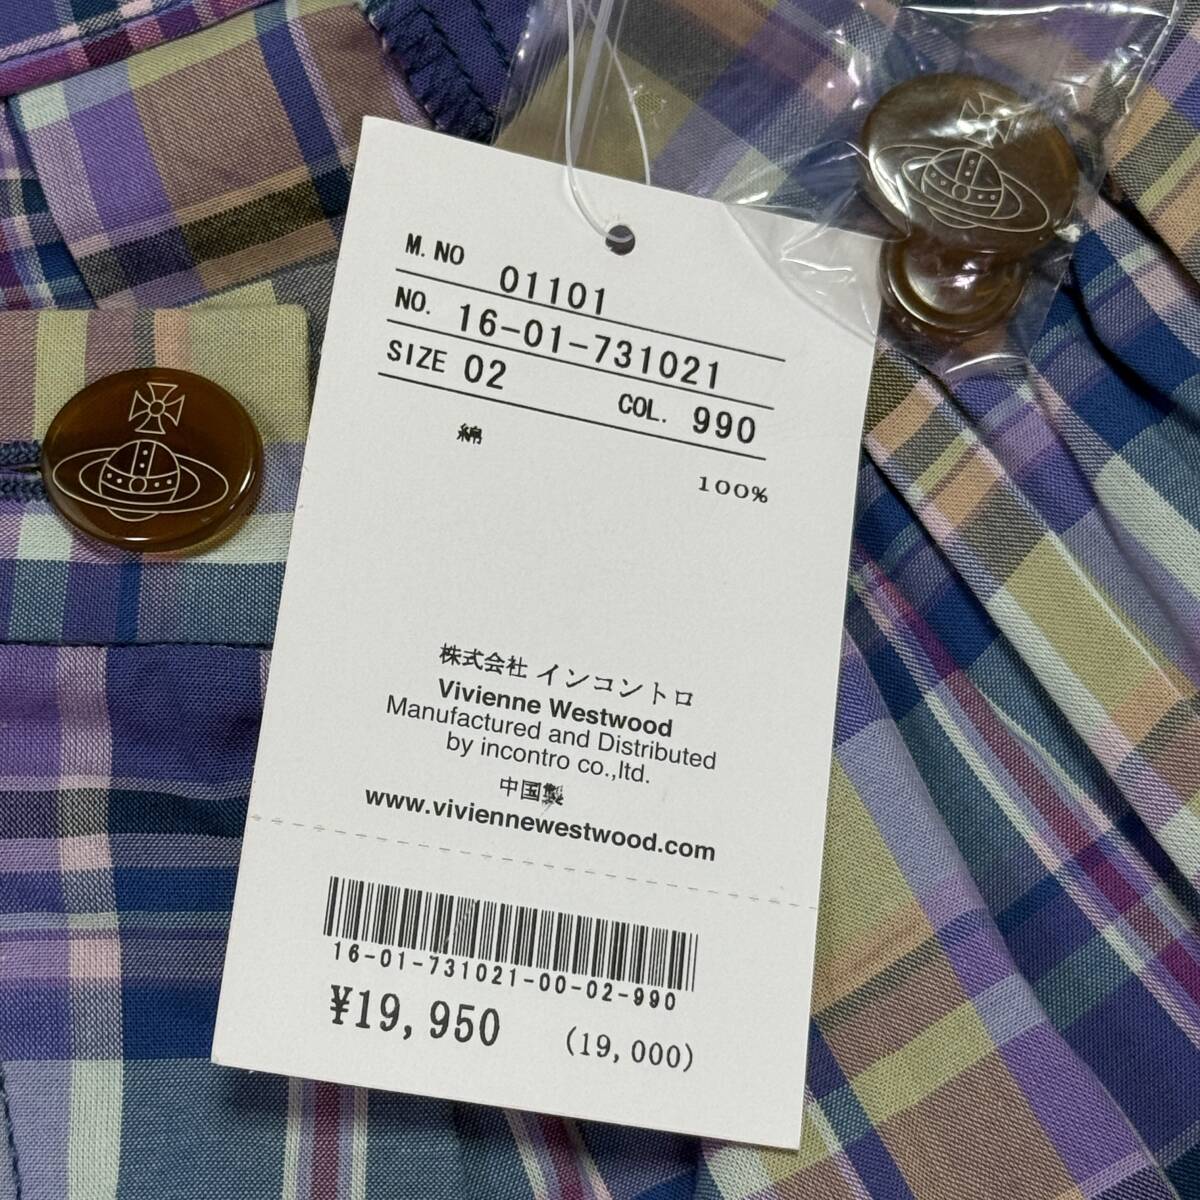 M. NO 01101
NO. 16-01-731021
SIZE 02 COL. 990
綿 100%
株式会社 インコントロ
Vivienne Westwood
Manufactured and Distributed
by incontro co.,ltd.
中国製
www.viviennewestwood.com
16-01-731021-00-02-990
¥19,950 (19,000)